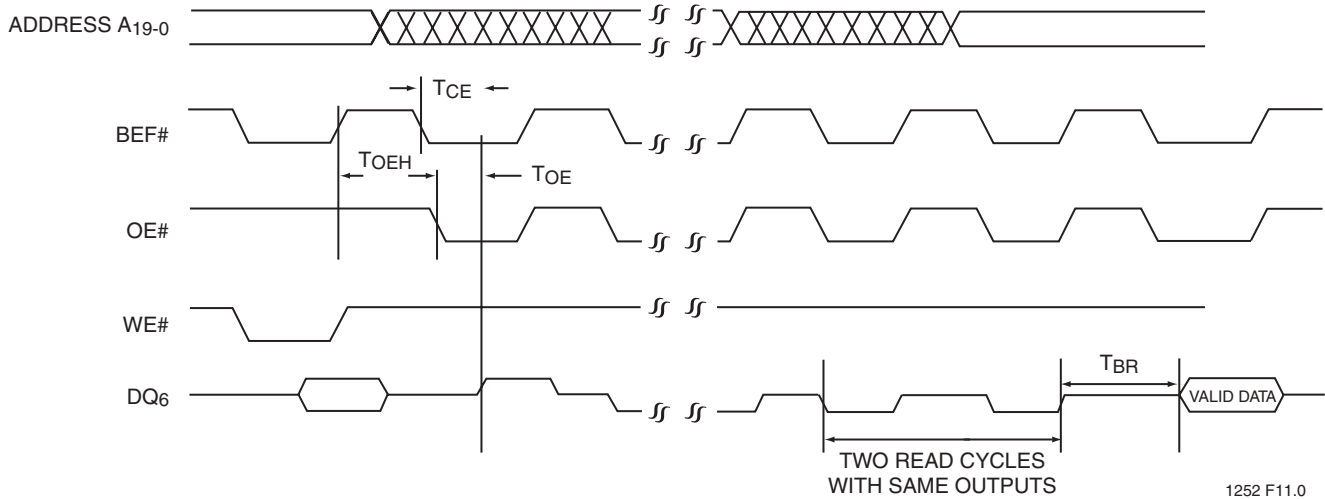 ADDRESS A19-0
TCE
BEF#
TOEH
TOE
OE#
WE#
TBR
DQ6
VALID DATA
TWO READ CYCLES
WITH SAME OUTPUTS
1252 F11.0